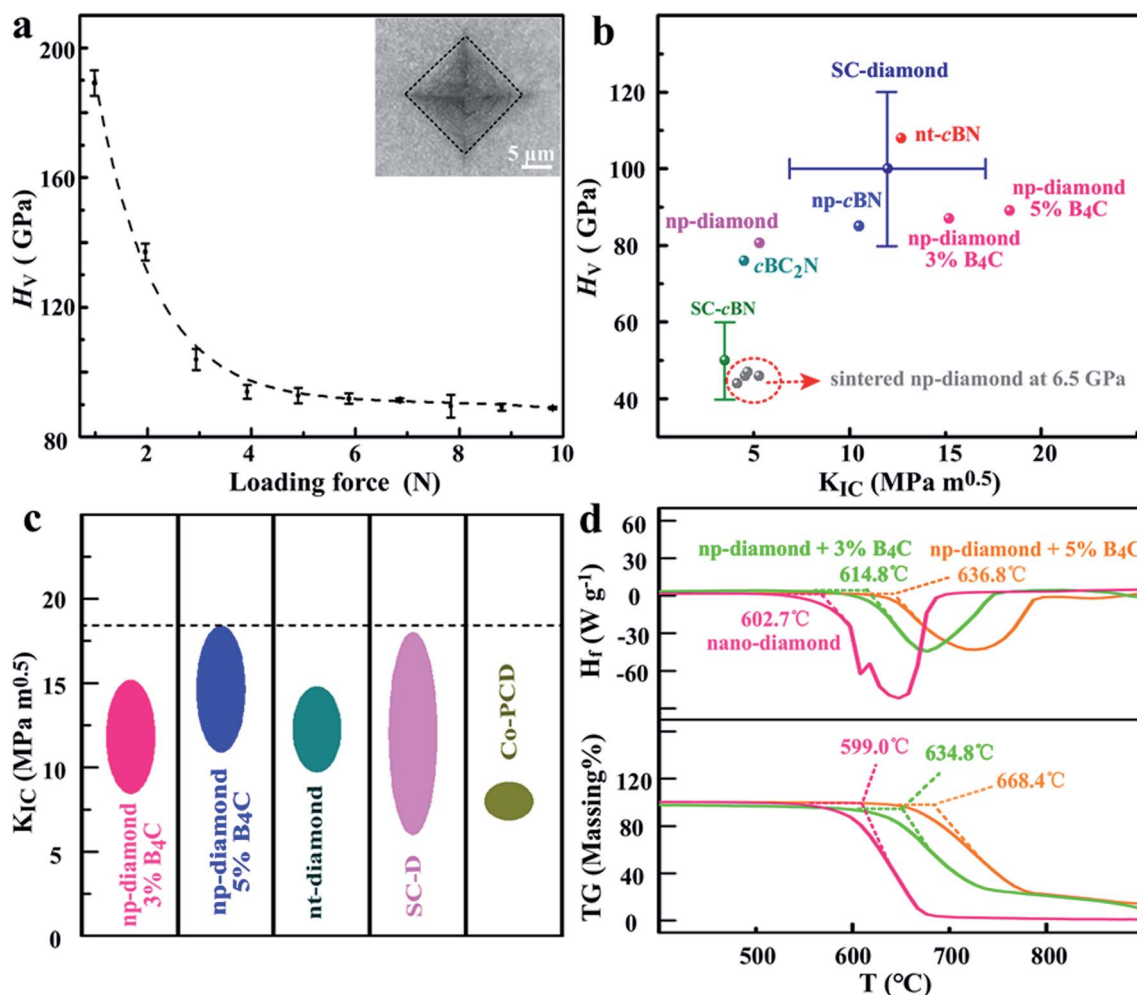 a
200
160
120
80
H_V ( GPa)
2
4
6
8
10
Loading force (N)
5 μm
b
120
100
80
60
40
H_V ( GPa)
SC-diamond
nt-cBN
np-cBN
np-diamond
5% B₄C
np-diamond
np-diamond
3% B₄C
cBC₂N
SC-cBN
sintered np-diamond at 6.5 GPa
0
5
10
15
20
K_IC (MPa m⁰·⁵)
c
20
15
10
5
0
K_IC (MPa m⁰·⁵)
np-diamond
3% B₄C
np-diamond
5% B₄C
nt-diamond
SC-D
Co-PCD
d
60
30
0
-30
-60
H_f (W g⁻¹)
np-diamond + 3% B₄C
np-diamond + 5% B₄C
614.8℃
636.8℃
602.7℃
nano-diamond
120
80
40
0
TG (Massing%)
599.0℃
634.8℃
668.4℃
500
600
700
800
T (℃)